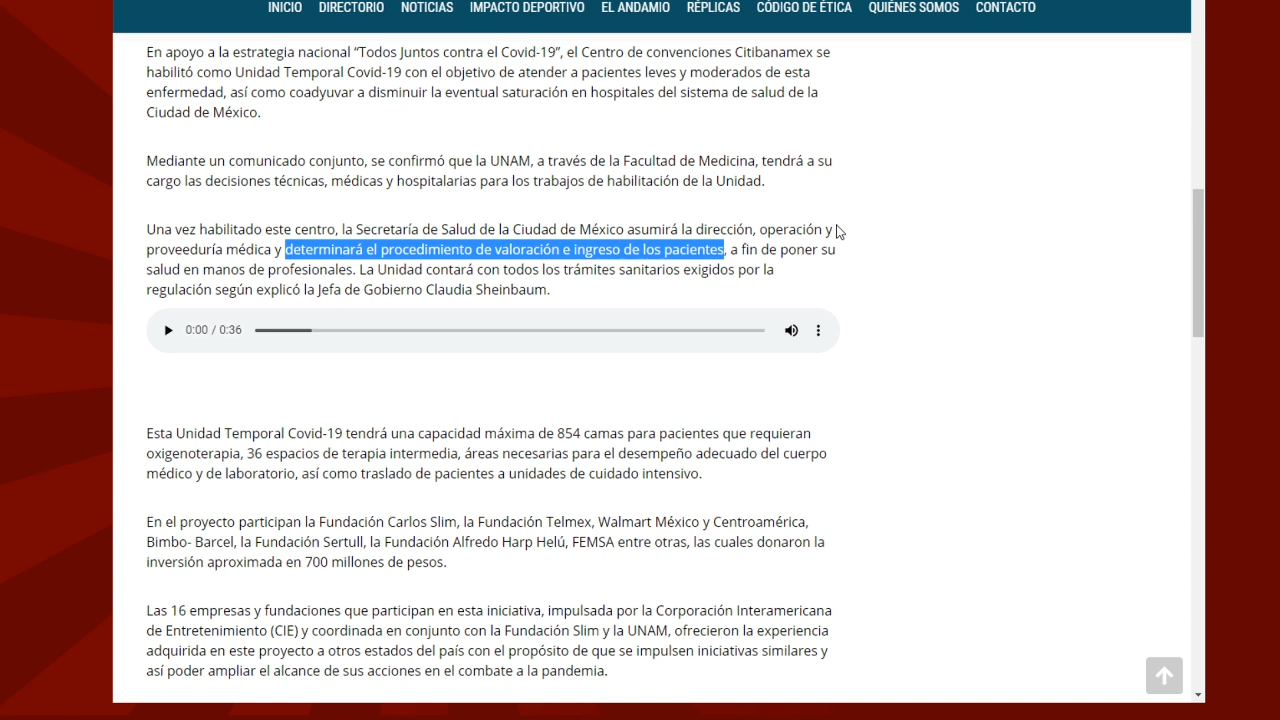 INICIO DIRECTORIO NOTICIAS IMPACTO DEPORTIVO EL ANDAMIO RÉPLICAS CÓDIGO DE ÉTICA QUIÉNES SOMOS CONTACTO
En apoyo a la estrategia nacional “Todos Juntos contra el Covid-19”, el Centro de convenciones Citibanamex se
habilitó como Unidad Temporal Covid-19 con el objetivo de atender a pacientes leves y moderados de esta
enfermedad, así como coadyuvar a disminuir la eventual saturación en hospitales del sistema de salud de la
Ciudad de México.
Mediante un comunicado conjunto, se confirmó que la UNAM, a través de la Facultad de Medicina, tendrá a su
cargo las decisiones técnicas, médicas y hospitalarias para los trabajos de habilitación de la Unidad.
Una vez habilitado este centro, la Secretaría de Salud de la Ciudad de México asumirá la dirección, operación y
proveeduría médica y determinará el procedimiento de valoración e ingreso de los pacientes, a fin de poner su
salud en manos de profesionales. La Unidad contará con todos los trámites sanitarios exigidos por la
regulación según explicó la Jefa de Gobierno Claudia Sheinbaum.
0:00 / 0:36
Esta Unidad Temporal Covid-19 tendrá una capacidad máxima de 854 camas para pacientes que requieran
oxigenoterapia, 36 espacios de terapia intermedia, áreas necesarias para el desempeño adecuado del cuerpo
médico y de laboratorio, así como traslado de pacientes a unidades de cuidado intensivo.
En el proyecto participan la Fundación Carlos Slim, la Fundación Telmex, Walmart México y Centroamérica,
Bimbo- Barcel, la Fundación Sertull, la Fundación Alfredo Harp Helú, FEMSA entre otras, las cuales donaron la
inversión aproximada en 700 millones de pesos.
Las 16 empresas y fundaciones que participan en esta iniciativa, impulsada por la Corporación Interamericana
de Entretenimiento (CIE) y coordinada en conjunto con la Fundación Slim y la UNAM, ofrecieron la experiencia
adquirida en este proyecto a otros estados del país con el propósito de que se impulsen iniciativas similares y
así poder ampliar el alcance de sus acciones en el combate a la pandemia.